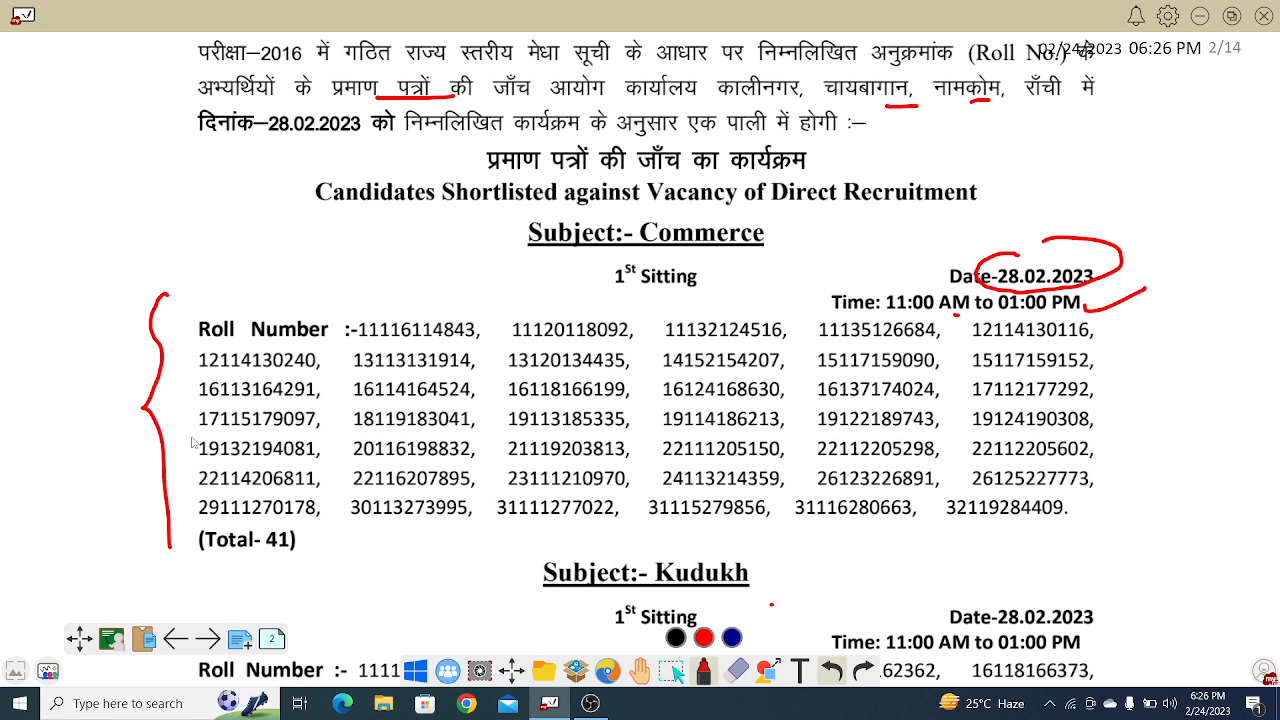 परीक्षा–2016 में गठित राज्य स्तरीय मेधा सूची के आधार पर निम्नलिखित अनुक्रमांक (Roll No.) के
02/24/2023 06:26 PM 2/14
अभ्यर्थियों के प्रमाण पत्रों की जाँच आयोग कार्यालय कालीनगर, चायबागान, नामकोम, राँची में
दिनांक–28.02.2023 को निम्नलिखित कार्यक्रम के अनुसार एक पाली में होगी :–
प्रमाण पत्रों की जाँच का कार्यक्रम
Candidates Shortlisted against Vacancy of Direct Recruitment
Subject:- Commerce
1St Sitting Date-28.02.2023
Time: 11:00 AM to 01:00 PM
Roll Number :-11116114843, 11120118092, 11132124516, 11135126684, 12114130116,
12114130240, 13113131914, 13120134435, 14152154207, 15117159090, 15117159152,
16113164291, 16114164524, 16118166199, 16124168630, 16137174024, 17112177292,
17115179097, 18119183041, 19113185335, 19114186213, 19122189743, 19124190308,
19132194081, 20116198832, 21119203813, 22111205150, 22112205298, 22112205602,
22114206811, 22116207895, 23111210970, 24113214359, 26123226891, 26125227773,
29111270178, 30113273995, 31111277022, 31115279856, 31116280663, 32119284409.
(Total- 41)
Subject:- Kudukh
1St Sitting Date-28.02.2023
Time: 11:00 AM to 01:00 PM
2
Roll Number :- 1111 62362, 16118166373,
Type here to search
25°C Haze
6:26 PM
2/24/2023